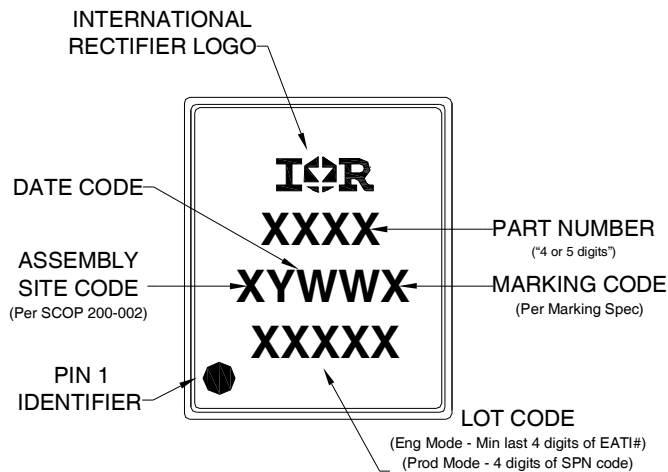 INTERNATIONAL
RECTIFIER LOGO
IOR
DATE CODE
XXXX
PART NUMBER
(“4 or 5 digits”)
ASSEMBLY
SITE CODE
(Per SCOP 200-002)
XYWWX
MARKING CODE
(Per Marking Spec)
XXXXX
PIN 1
IDENTIFIER
LOT CODE
(Eng Mode - Min last 4 digits of EATI#)
(Prod Mode - 4 digits of SPN code)